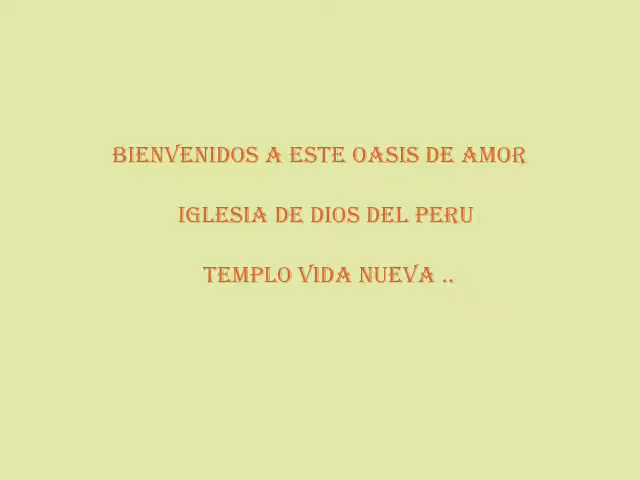 BIENVENIDOS A ESTE OASIS DE AMOR
IGLESIA DE DIOS DEL PERU
TEMPLO VIDA NUEVA ..